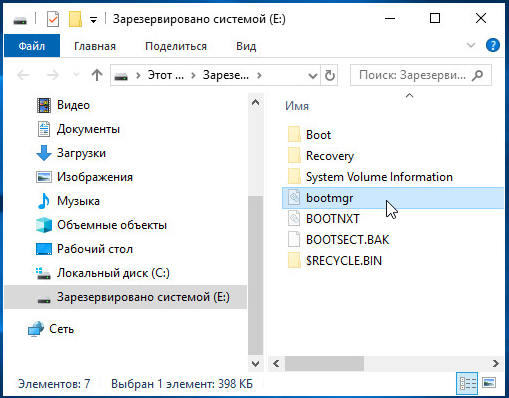 Зарезервировано системой (E:)
Файл Главная Поделиться Вид
Этот ... Зарезе... Поиск: Зарезерви...
Видео
Документы
Загрузки
Изображения
Музыка
Объемные объекты
Рабочий стол
Локальный диск (C:)
Зарезервировано системой (E:)
Сеть
Имя
Boot
Recovery
System Volume Information
bootmgr
BOOTNXT
BOOTSECT.BAK
$RECYCLE.BIN
Элементов: 7 Выбран 1 элемент: 398 КБ